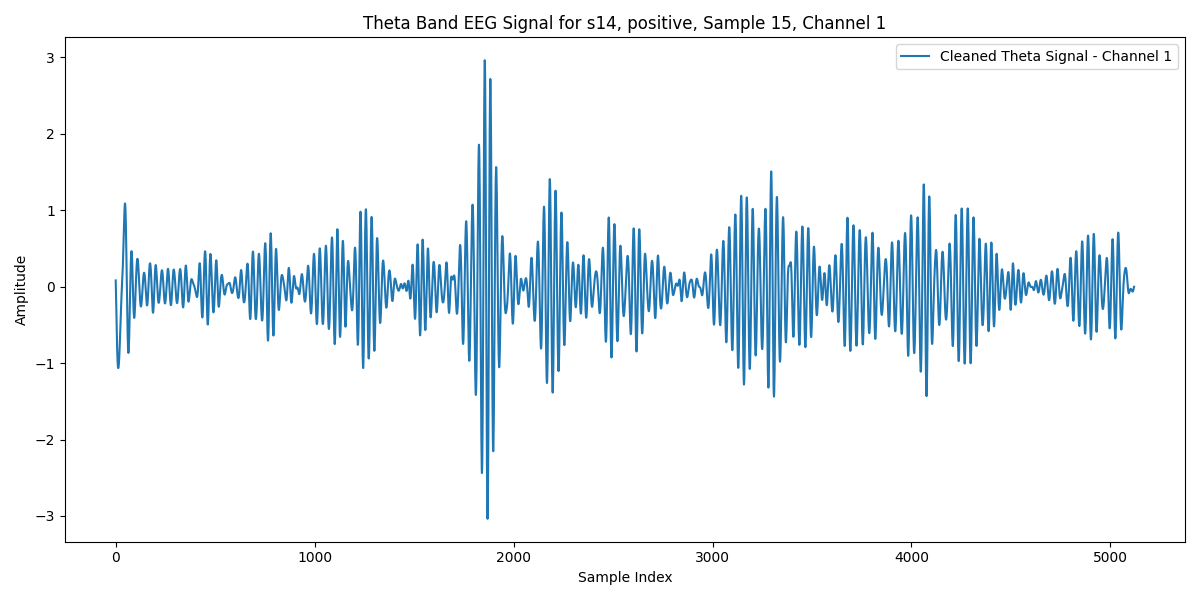 Theta Band EEG Signal for s14, positive, Sample 15, Channel 1
Cleaned Theta Signal - Channel 1
3
2
1
0
−1
−2
−3
Amplitude
0 1000 2000 3000 4000 5000
Sample Index